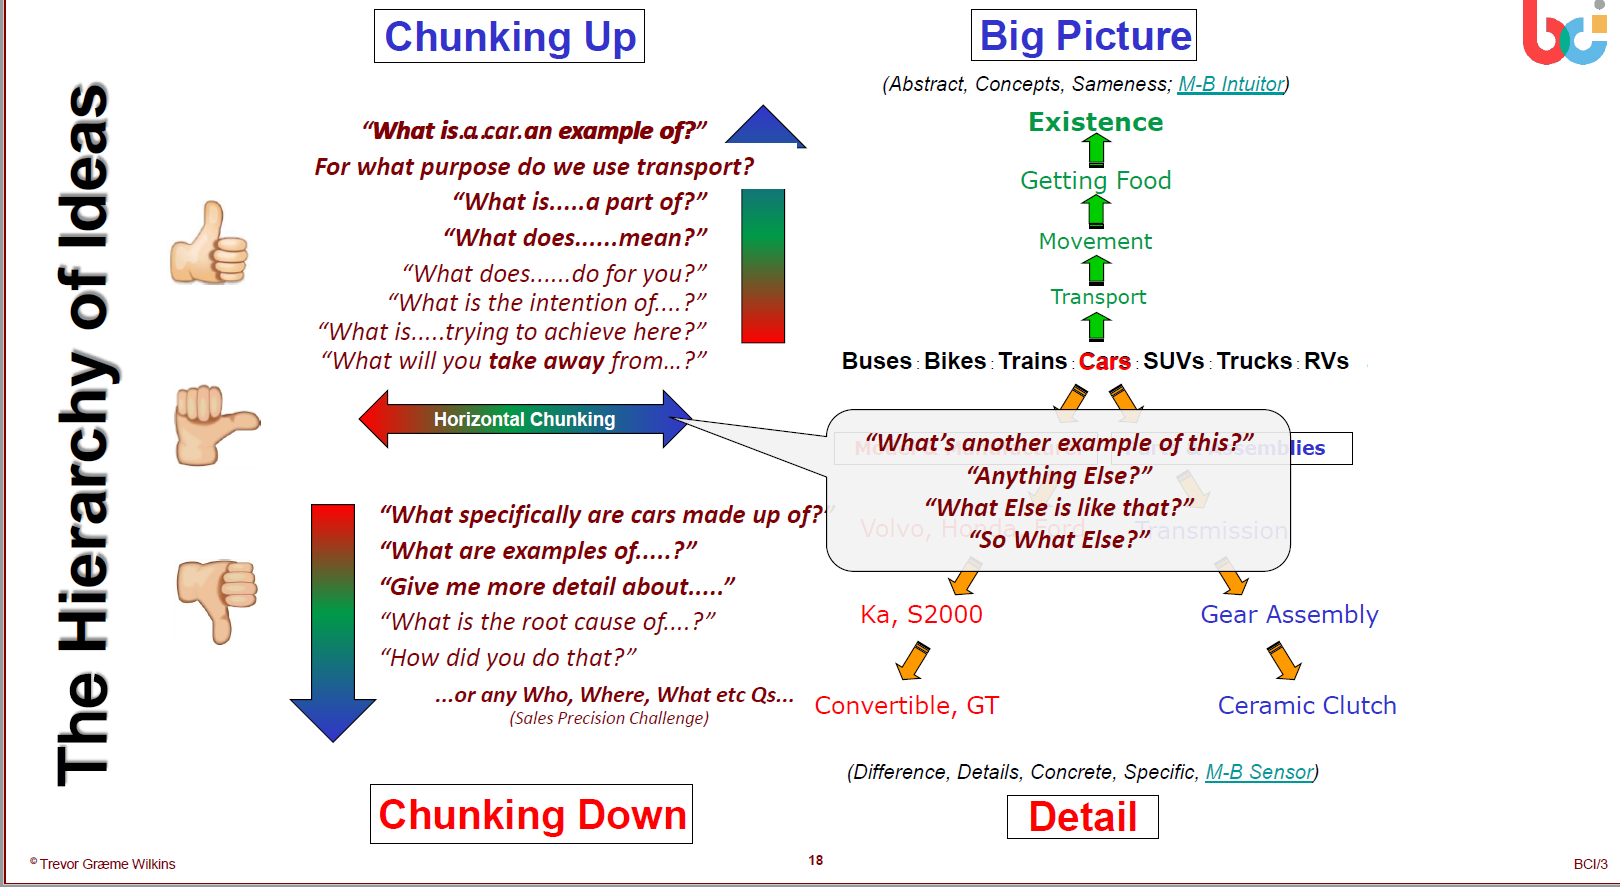 The Hierarchy of Ideas
Chunking Up
“What is a car an example of?”
For what purpose do we use transport?
“What is.....a part of?”
“What does......mean?”
“What does......do for you?”
“What is the intention of....?”
“What is.....trying to achieve here?”
“What will you take away from...?”
Horizontal Chunking
“What specifically are cars made up of?”
“What are examples of.....?”
“Give me more detail about.....”
“What is the root cause of....?”
“How did you do that?”
...or any Who, Where, What etc Qs...
(Sales Precision Challenge)
Chunking Down
Big Picture
(Abstract, Concepts, Sameness; M-B Intuitor)
Existence
Getting Food
Movement
Transport
Buses : Bikes : Trains : Cars : SUVs : Trucks : RVs
“What’s another example of this?”
“Anything Else?”
“What Else is like that?”
“So What Else?”
Volvo, Honda, Ford
Transmission
Ka, S2000
Gear Assembly
Convertible, GT
Ceramic Clutch
(Difference, Details, Concrete, Specific, M-B Sensor)
Detail
bci
© Trevor Græme Wilkins
18
BCI/3